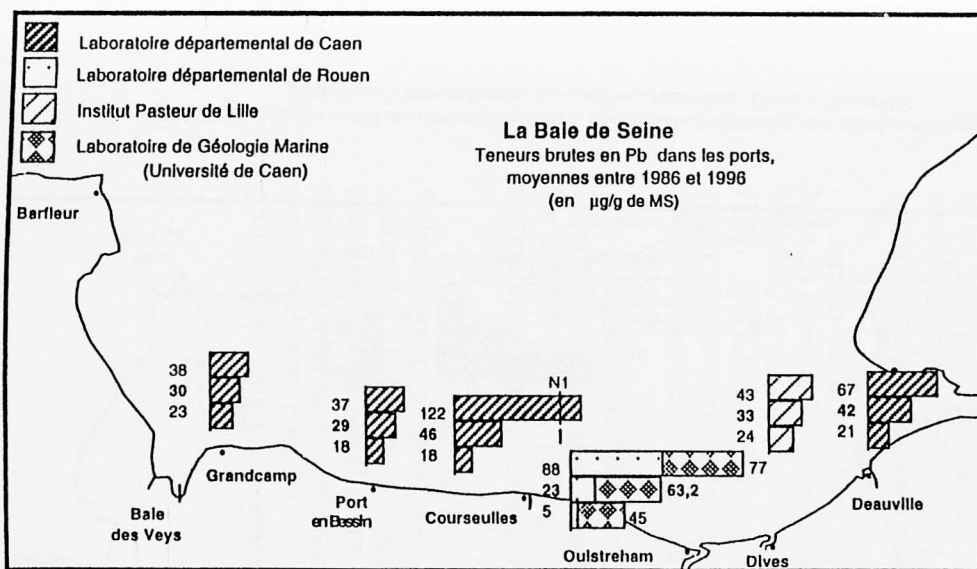 Laboratoire départemental de Caen
Laboratoire départemental de Rouen
Institut Pasteur de Lille
Laboratoire de Géologie Marine
(Université de Caen)
La Baie de Seine
Teneurs brutes en Pb dans les ports,
moyennes entre 1986 et 1996
(en µg/g de MS)
Barfleur
38
30
23
37
29
18
122
46
18
N1
88
77
23
63,2
5
45
43
33
24
67
42
21
Grandcamp
Baie
des Veys
Port
en Bessin
Courseulles
Ouistreham
Dives
Deauville